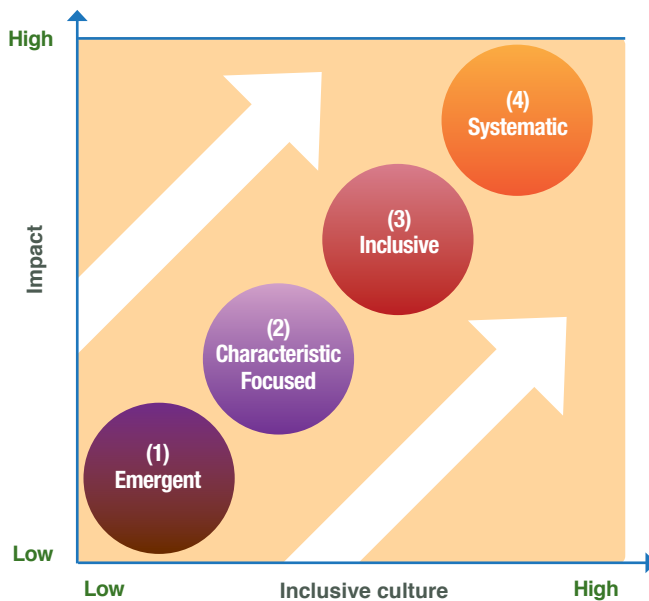 High
(4)
Systematic
(3)
Inclusive
Impact
(2)
Characteristic
Focused
(1)
Emergent
Low
Low
Inclusive culture
High